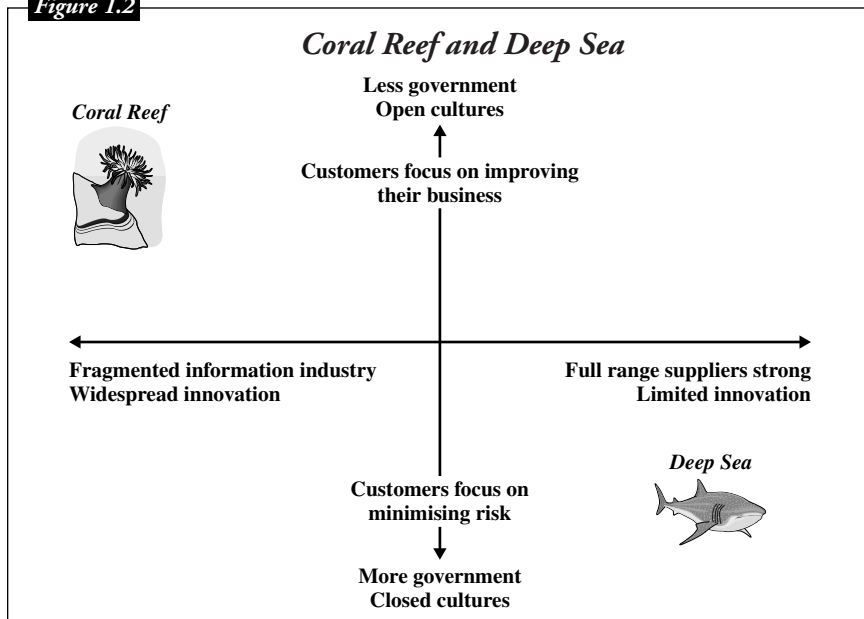 Figure 1.2
Coral Reef and Deep Sea
Less government
Open cultures
Coral Reef
Customers focus on improving
their business
Fragmented information industry
Widespread innovation
Full range suppliers strong
Limited innovation
Deep Sea
Customers focus on
minimising risk
More government
Closed cultures